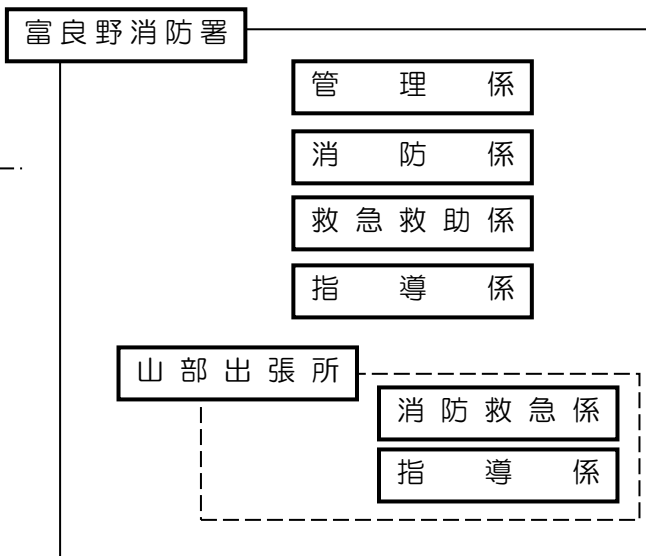 富良野消防署
管理係
消防係
救急救助係
指導係
山部出張所
消防救急係
指導係